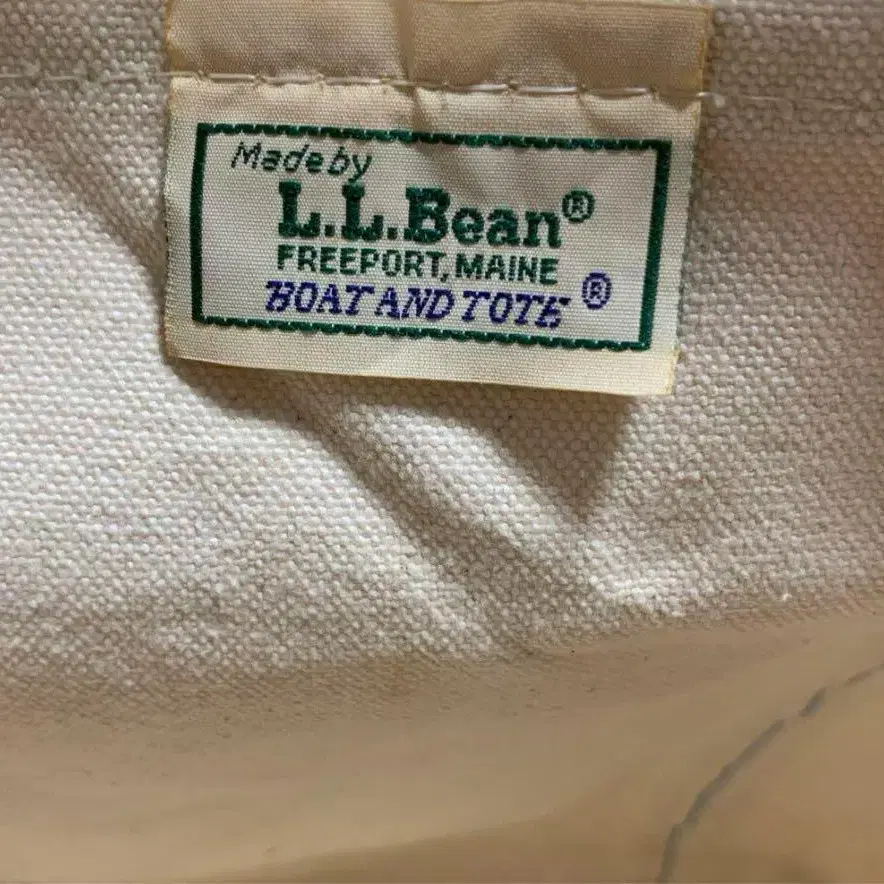 Made by
L.L.Bean®
FREEPORT, MAINE
BOAT AND TOTE®